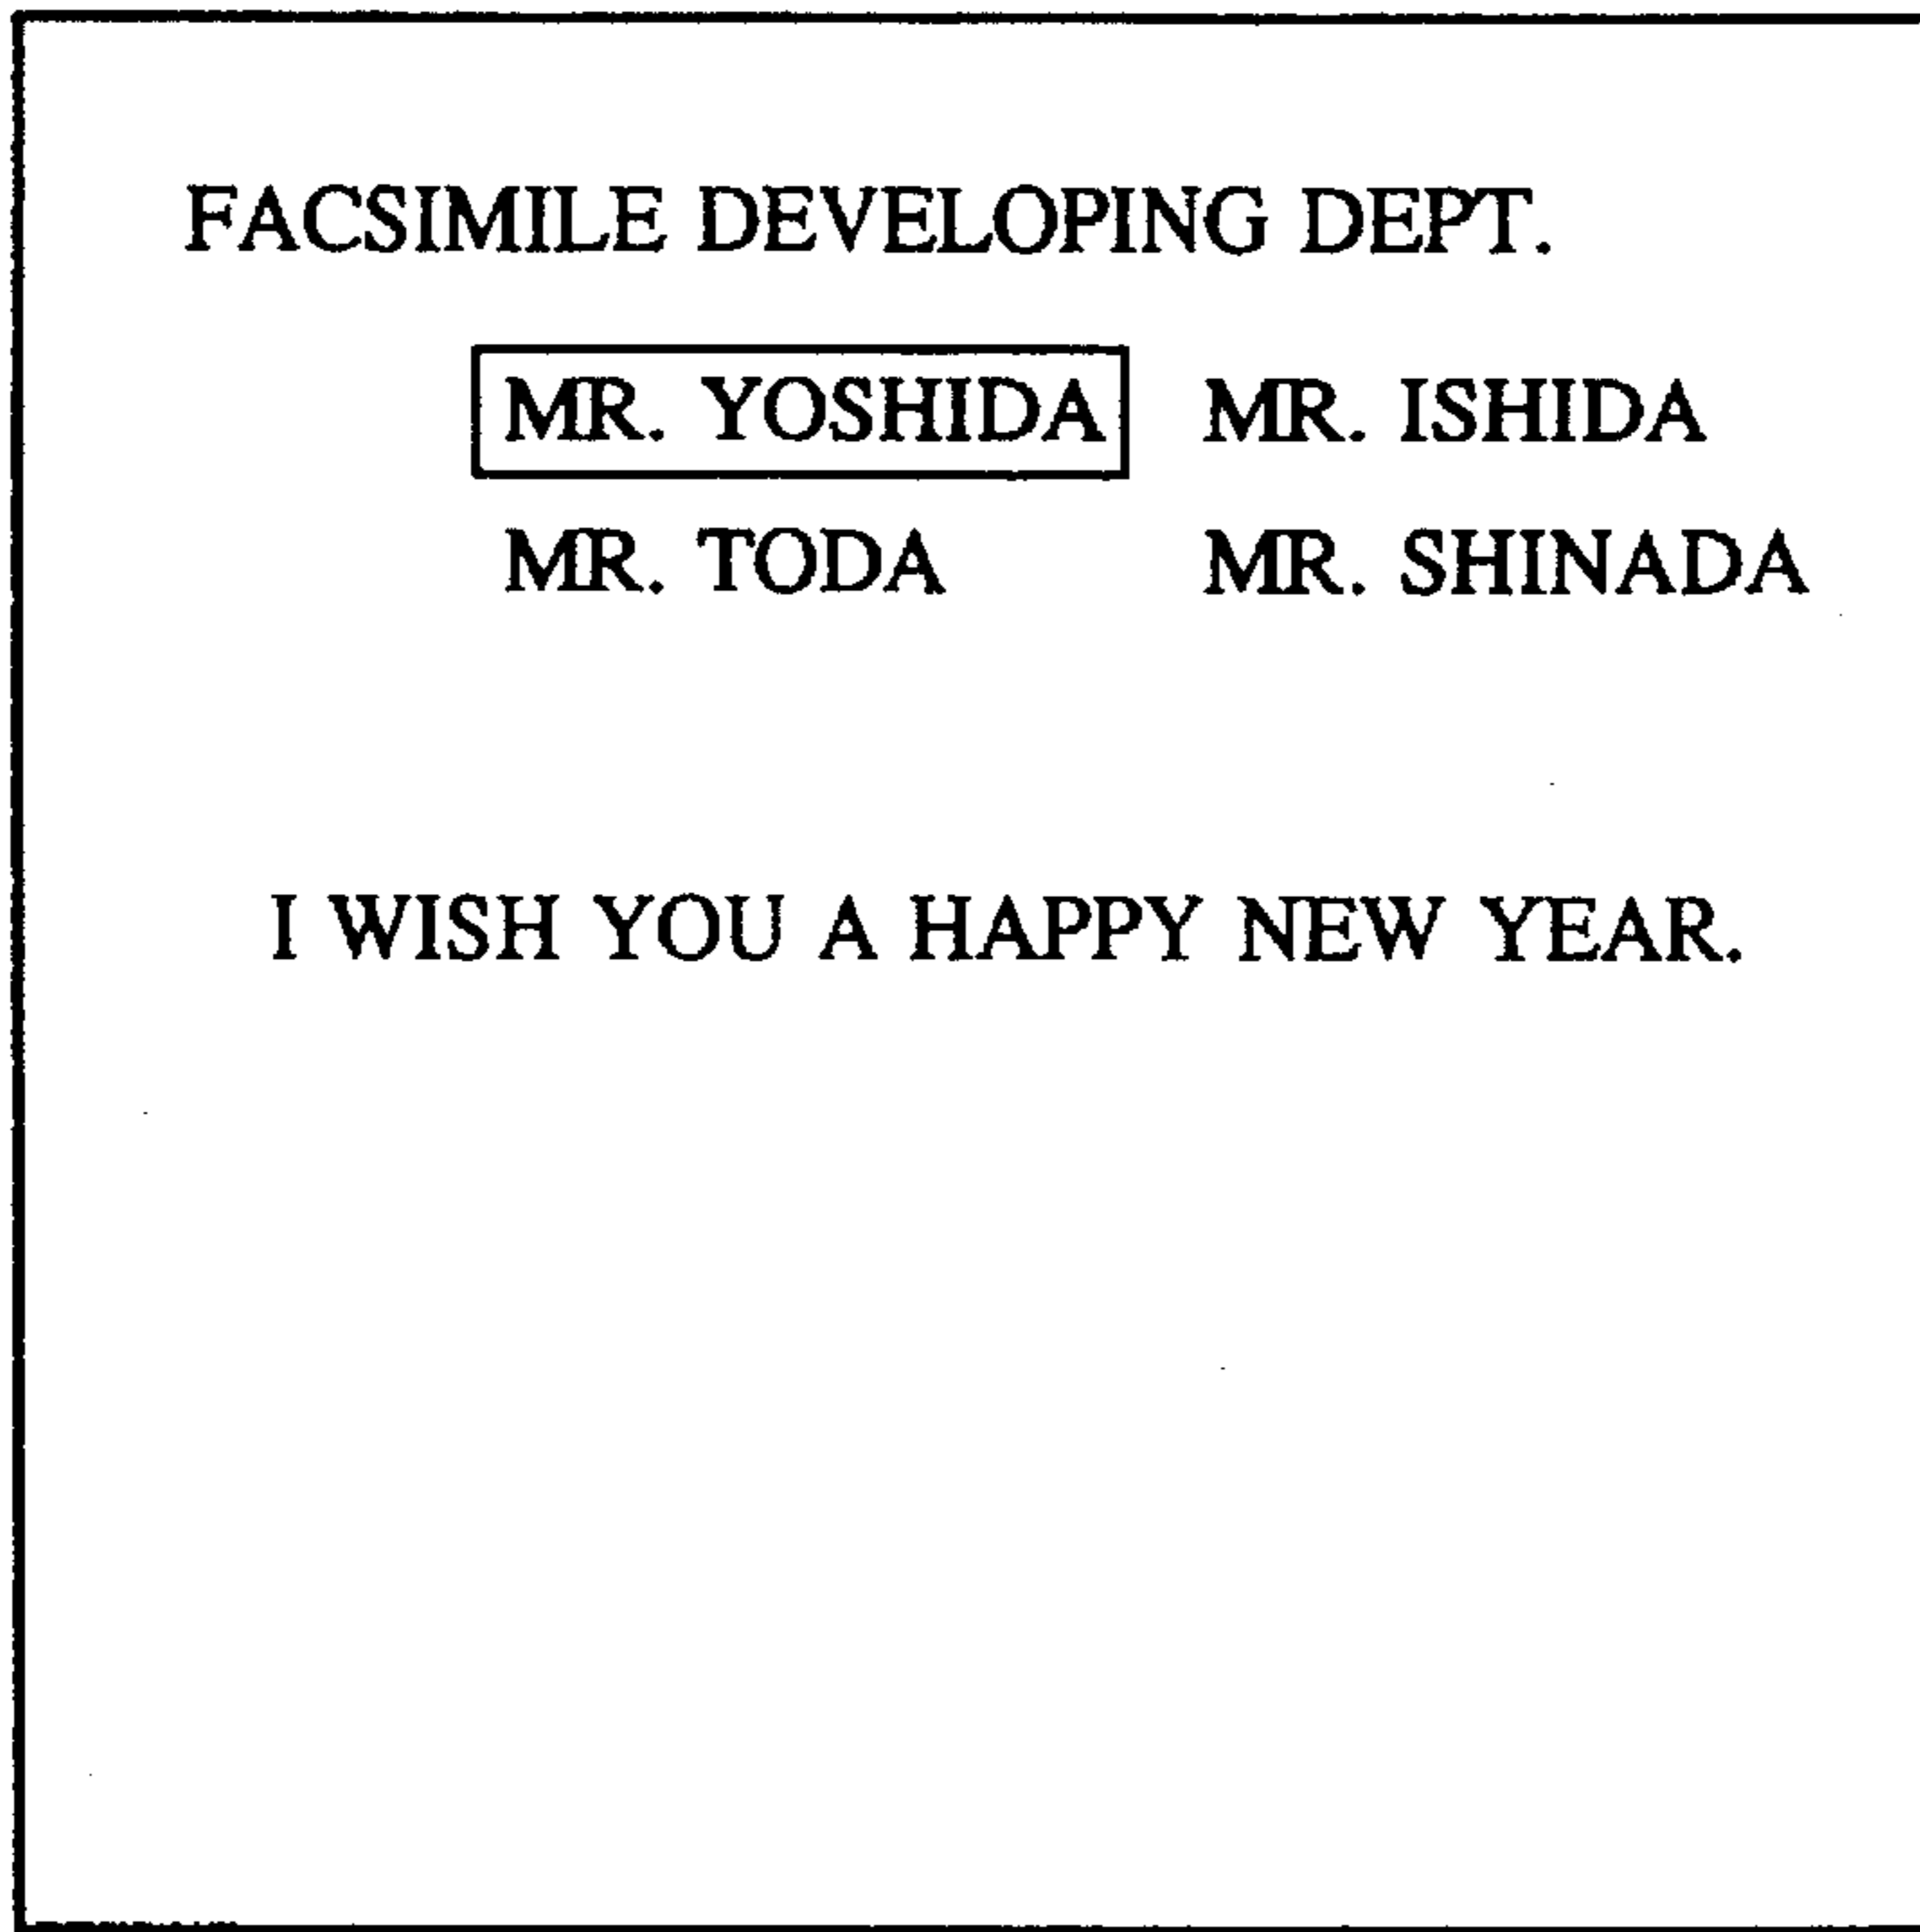 FACSIMILE DEVELOPING DEPT.
MR. YOSHIDA MR. ISHIDA
MR. TODA MR. SHINADA
I WISH YOU A HAPPY NEW YEAR.